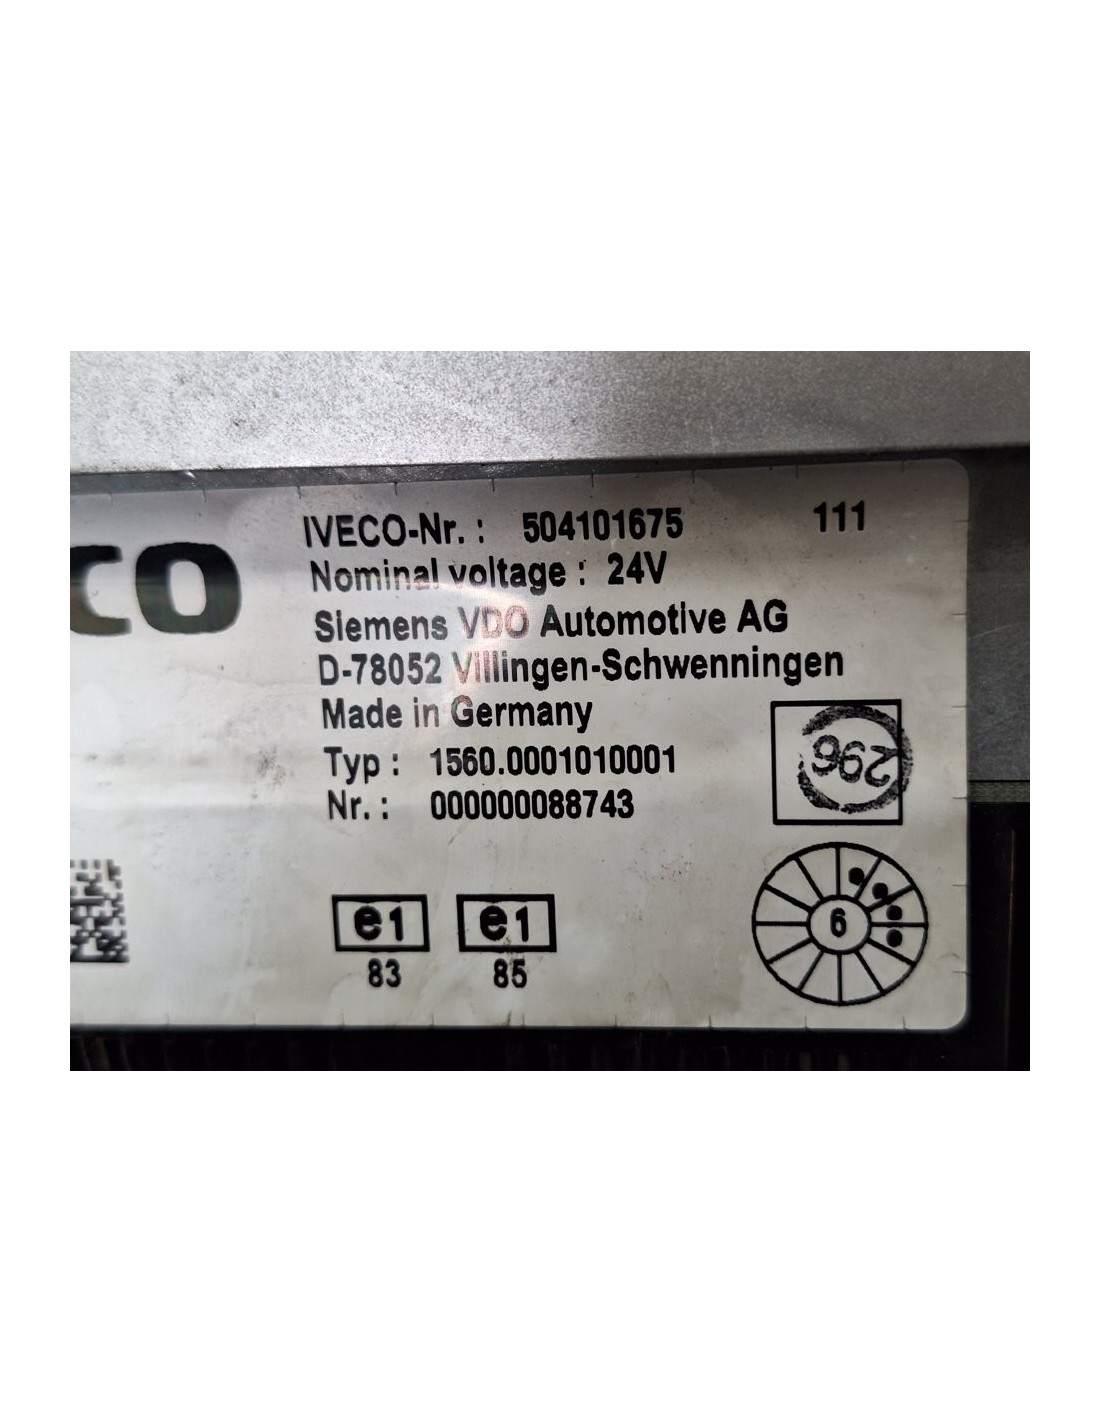 IVECO-Nr. : 504101675 111
Nominal voltage : 24V
CO
Siemens VDO Automotive AG
D-78052 Villingen-Schwenningen
Made in Germany
Typ : 1560.0001010001
Nr. : 000000088743
296
6
e1 e1
83 85